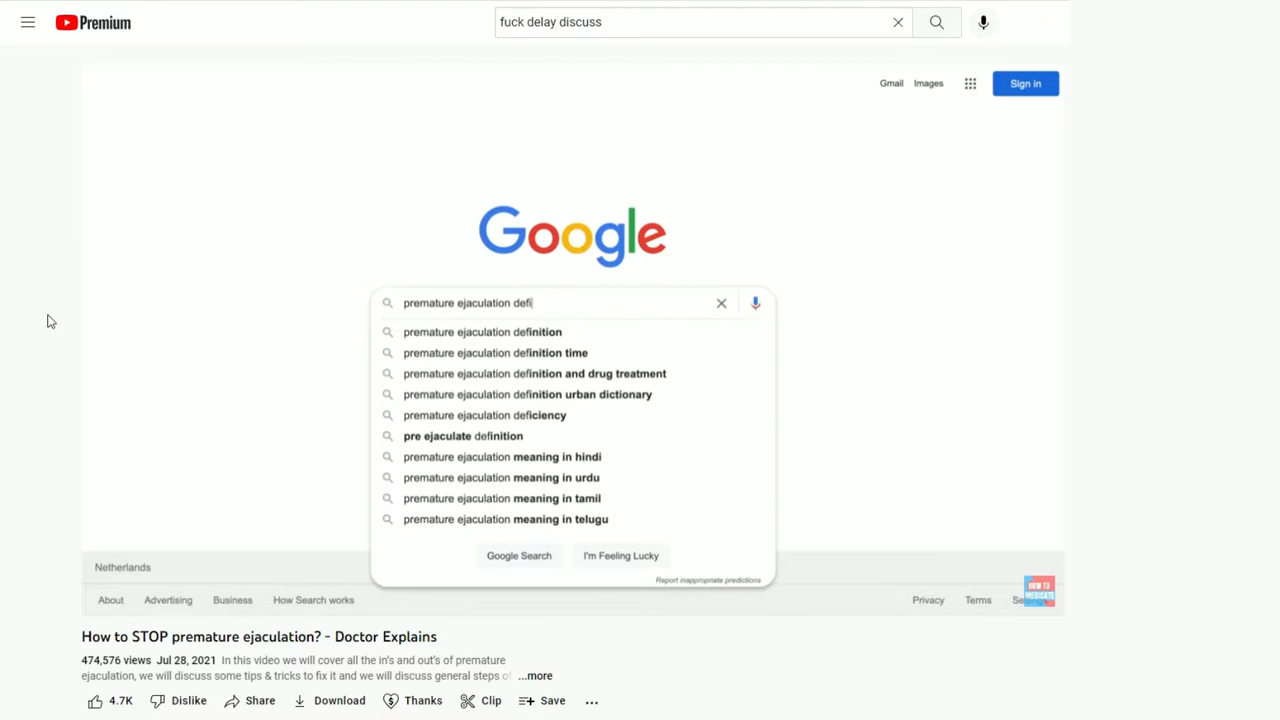 Premium
fuck delay discuss
Gmail Images Sign in
Google
premature ejaculation defi
premature ejaculation definition
premature ejaculation definition time
premature ejaculation definition and drug treatment
premature ejaculation definition urban dictionary
premature ejaculation deficiency
pre ejaculate definition
premature ejaculation meaning in hindi
premature ejaculation meaning in urdu
premature ejaculation meaning in tamil
premature ejaculation meaning in telugu
Google Search I'm Feeling Lucky
Report inappropriate predictions
Netherlands
About Advertising Business How Search works Privacy Terms
HOW TO
MEDICATE
How to STOP premature ejaculation? - Doctor Explains
474,576 views Jul 28, 2021 In this video we will cover all the in's and out's of premature
ejaculation, we will discuss some tips & tricks to fix it and we will discuss general steps of ...more
4.7K Dislike Share Download Thanks Clip Save ...